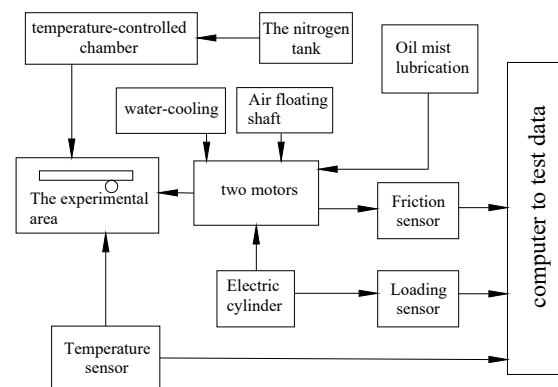 temperature-controlled
chamber
The nitrogen
tank
Oil mist
lubrication
water-cooling
Air floating
shaft
The experimental
area
two motors
Friction
sensor
Electric
cylinder
Loading
sensor
Temperature
sensor
computer to test data